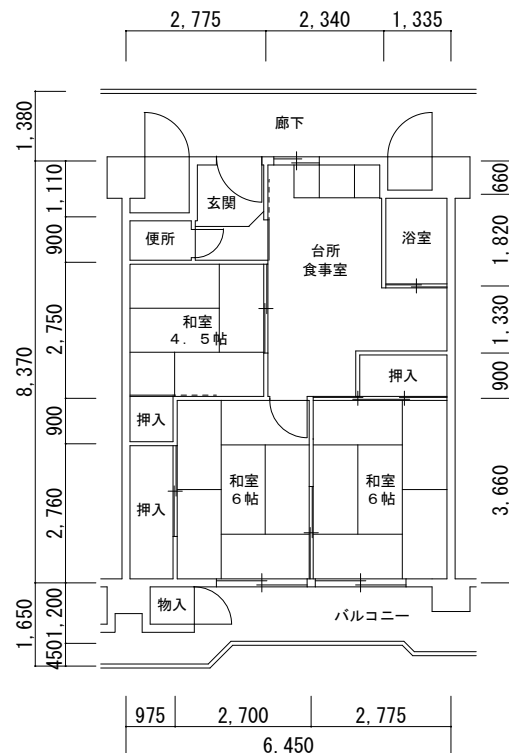 2,775
2,340
1,335
1,380
廊下
1,110
玄関
660
900
便所
台所
食事室
浴室
1,820
8,370
2,750
和室
4．5帖
1,330
押入
900
900
押入
和室
6帖
和室
6帖
2,760
押入
3,660
1,650
1,200
物入
バルコニー
450
975
2,700
2,775
6,450